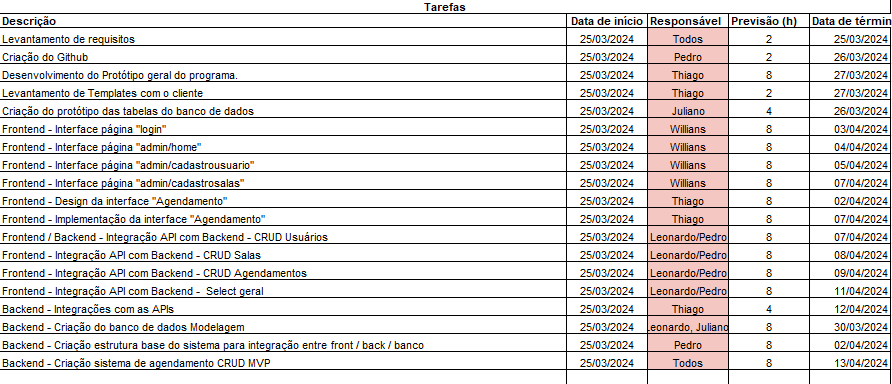 Tarefas
Descrição Data de início Responsável Previsão (h) Data de términ
Levantamento de requisitos 25/03/2024 Todos 2 25/03/2024
Criação do Github 25/03/2024 Pedro 2 26/03/2024
Desenvolvimento do Protótipo geral do programa. 25/03/2024 Thiago 8 27/03/2024
Levantamento de Templates com o cliente 25/03/2024 Thiago 2 27/03/2024
Criação do protótipo das tabelas do banco de dados 25/03/2024 Juliano 4 26/03/2024
Frontend - Interface página "login" 25/03/2024 Willians 8 03/04/2024
Frontend - Interface página "admin/home" 25/03/2024 Willians 8 04/04/2024
Frontend - Interface página "admin/cadastrousuario" 25/03/2024 Willians 8 05/04/2024
Frontend - Interface página "admin/cadastrosalas" 25/03/2024 Willians 8 07/04/2024
Frontend - Design da interface "Agendamento" 25/03/2024 Thiago 8 02/04/2024
Frontend - Implementação da interface "Agendamento" 25/03/2024 Thiago 8 07/04/2024
Frontend / Backend - Integração API com Backend - CRUD Usuários 25/03/2024 Leonardo/Pedro 8 07/04/2024
Frontend - Integração API com Backend - CRUD Salas 25/03/2024 Leonardo/Pedro 8 08/04/2024
Frontend - Integração API com Backend - CRUD Agendamentos 25/03/2024 Leonardo/Pedro 8 09/04/2024
Frontend - Integração API com Backend - Select geral 25/03/2024 Leonardo/Pedro 8 11/04/2024
Backend - Integrações com as APIs 25/03/2024 Thiago 4 12/04/2024
Backend - Criação do banco de dados Modelagem 25/03/2024 Leonardo, Juliano 8 30/03/2024
Backend - Criação estrutura base do sistema para integração entre front / back / banco 25/03/2024 Pedro 8 02/04/2024
Backend - Criação sistema de agendamento CRUD MVP 25/03/2024 Todos 8 13/04/2024